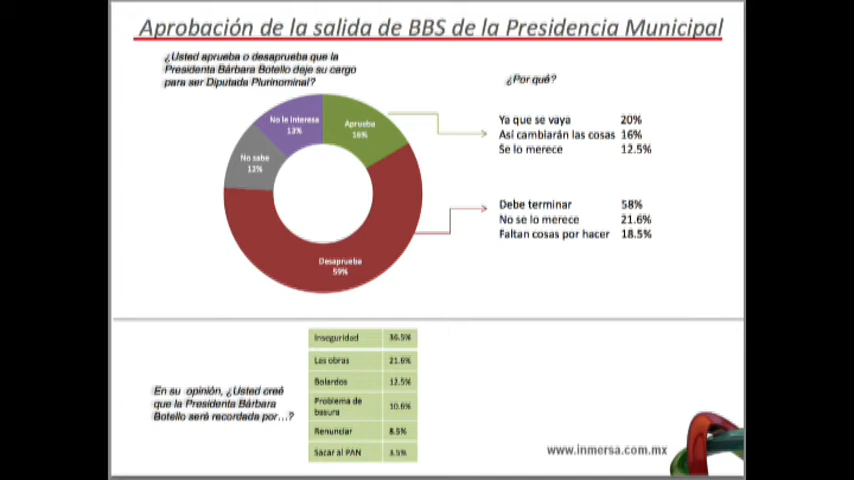 Aprobación de la salida de BBS de la Presidencia Municipal
¿Usted aprueba o desaprueba que la
Presidenta Bárbara Botello deje su cargo
para ser Diputada Plurinominal?
¿Por qué?
No le interesa
13%
Aprueba
16%
No sabe
12%
Desaprueba
59%
Ya que se vaya 20%
Así cambiarán las cosas 16%
Se lo merece 12.5%
Debe terminar 58%
No se lo merece 21.6%
Faltan cosas por hacer 18.5%
En su opinión, ¿Usted creé
que la Presidenta Bárbara
Botello será recordada por...?
Inseguridad 36.5%
Las obras 21.6%
Bolardos 12.5%
Problema de
basura 10.6%
Renunciar 8.5%
Sacar al PAN 3.5%
www.inmersa.com.mx